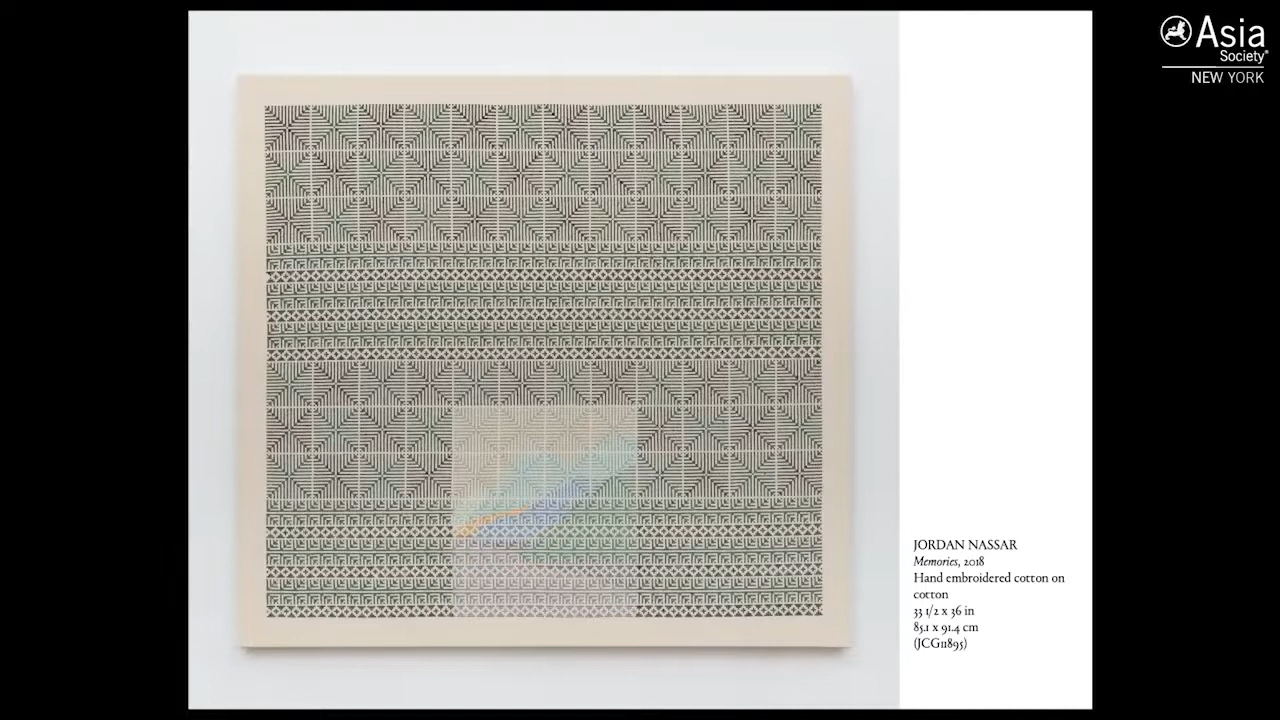 Asia
Society®
NEW YORK
JORDAN NASSAR
Memories, 2018
Hand embroidered cotton on
cotton
33 1/2 x 36 in
85.1 x 91.4 cm
(JCG11895)